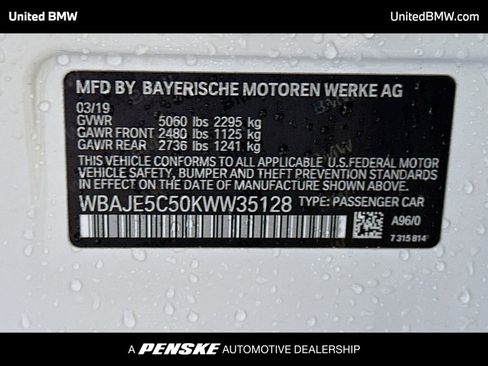 United BMW
UnitedBMW.com
MFD BY BAYERISCHE MOTOREN WERKE AG
03/19
GVWR 5060 lbs 2295 kg
GAWR FRONT 2480 lbs 1125 kg
GAWR REAR 2736 lbs 1241 kg
THIS VEHICLE CONFORMS TO ALL APPLICABLE U.S.FEDERAL MOTOR
VEHICLE SAFETY, BUMPER AND THEFT PREVENTION STANDARDS IN
EFFECT ON THE DATE OF MANUFACTURE SHOWN ABOVE.
WBAJE5C50KWW35128 TYPE: PASSENGER CAR
A96/0
7 315 814
A PENSKE AUTOMOTIVE DEALERSHIP